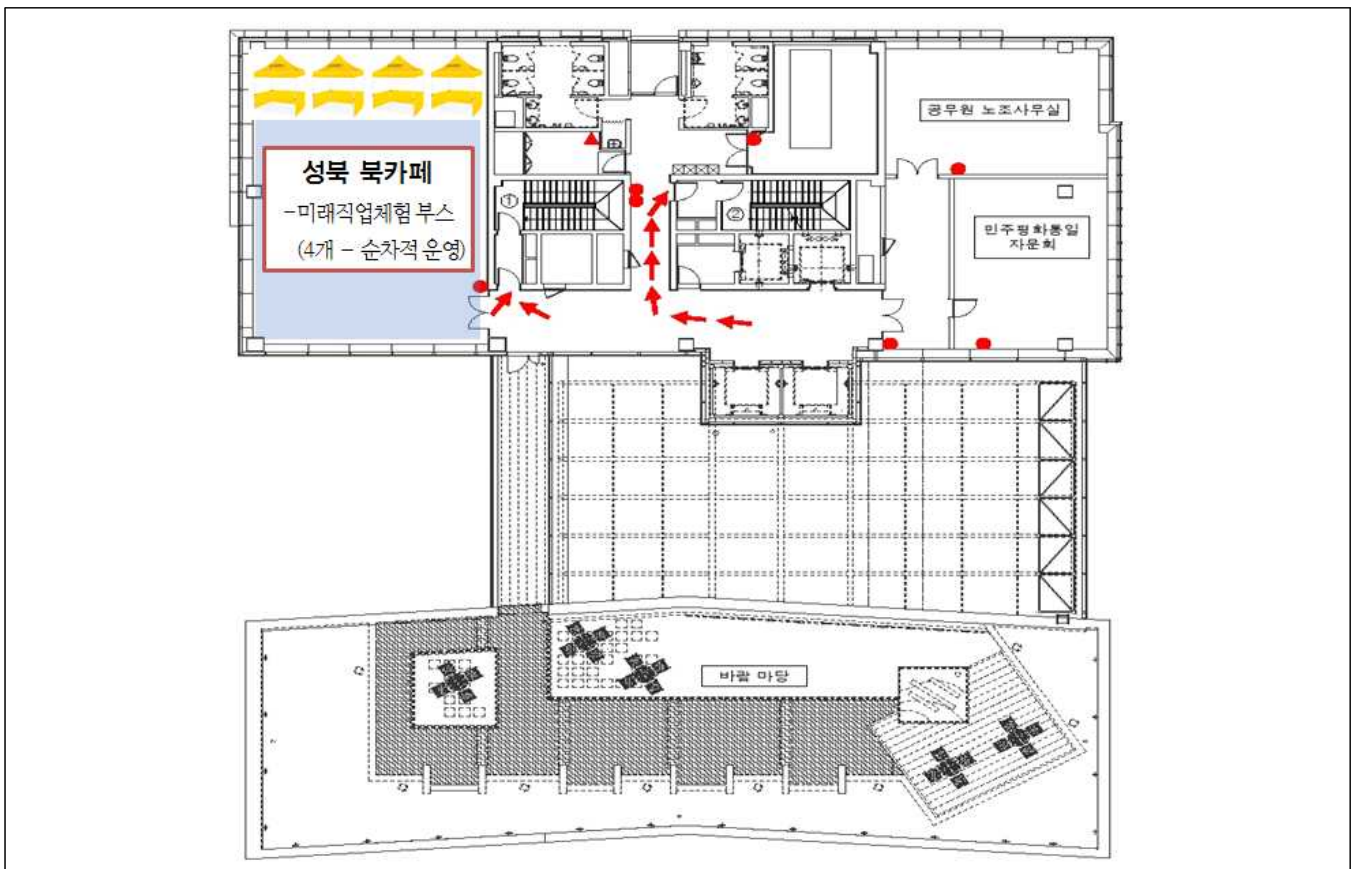 성북 북카페
-미래직업체험 부스
(4개 - 순차적 운영)
①
②
공무원 노조사무실
민주평화통일
자문회
바람 마당